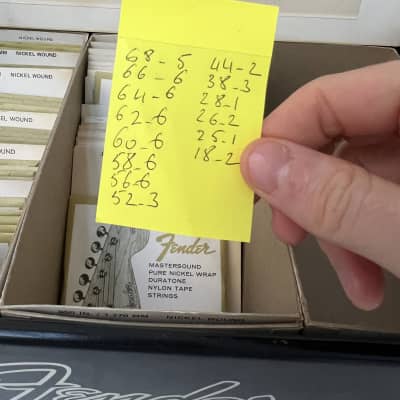 NICKEL WOUND
MM NICKEL WOUND
NICKEL WOUND
68-5
66-6
64-6
62-6
60-6
58-6
56-6
52-3
44-2
38-3
28-1
26-2
25-1
18-2
Fender
MASTERSOUND
PURE NICKEL WRAP
DURATONE
NYLON TAPE
STRINGS
NICKEL WOUND
Fender